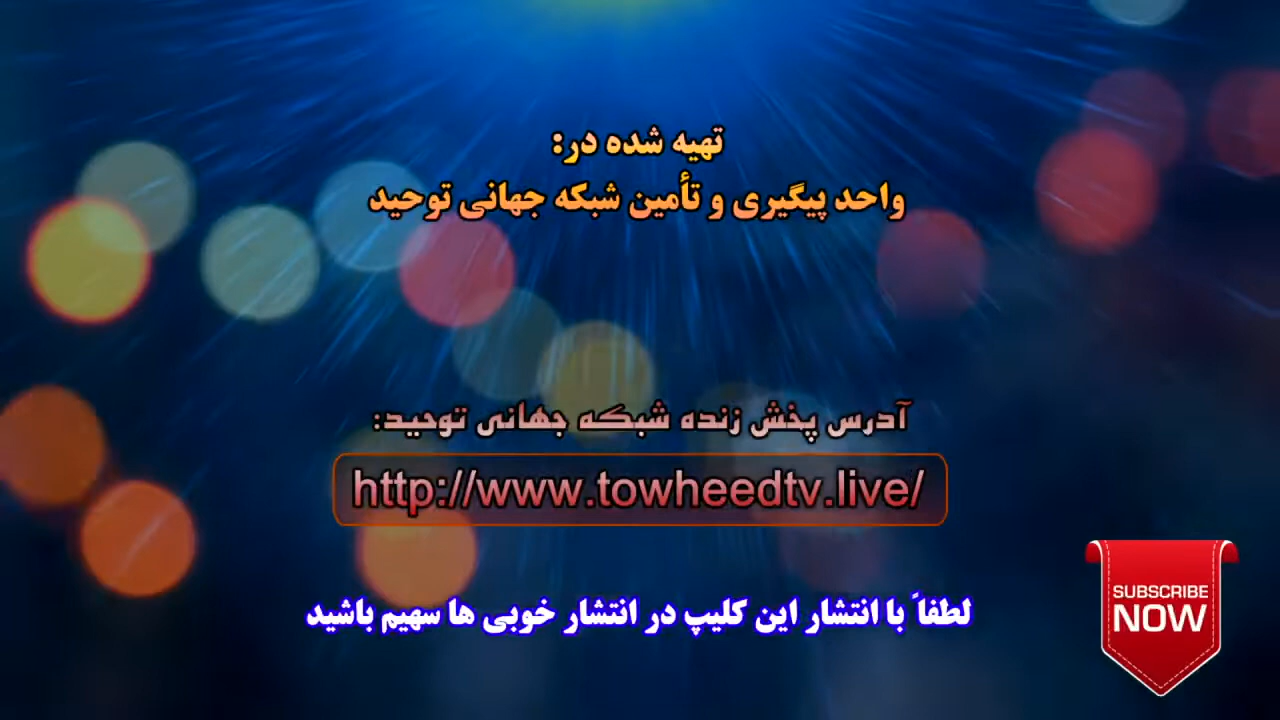 تهیه شده در:
واحد پیگیری و تأمین شبکه جهانی توحید
آدرس پخش زنده شبکه جهانی توحید:
http://www.towheedtv.live/
لطفاً با انتشار این کلیپ در انتشار خوبی ها سهیم باشید
SUBSCRIBE
NOW